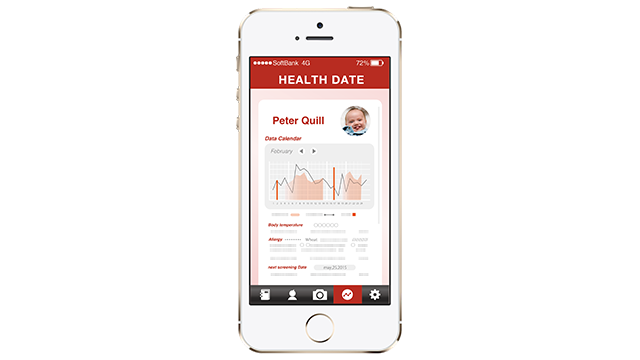 SoftBank 4G 72%
HEALTH DATE
Peter Quill
Data Calendar
February
Body temperature
Allergy Wheat
next screening Date may,20,2015